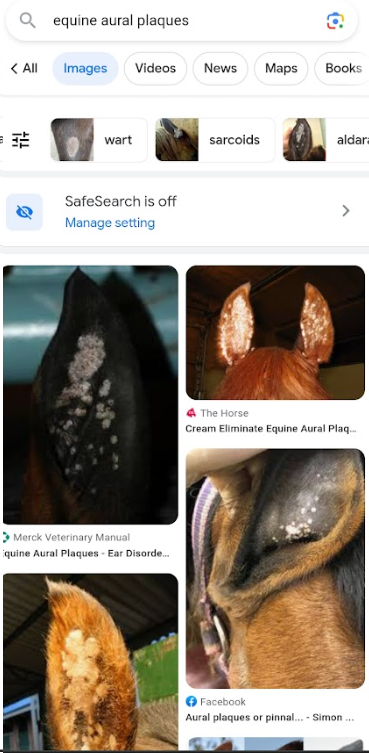 equine aural plaques
All
Images
Videos
News
Maps
Books
wart
sarcoids
aldara
SafeSearch is off
Manage setting
The Horse
Cream Eliminate Equine Aural Plaq...
Merck Veterinary Manual
Equine Aural Plaques - Ear Disorde...
Facebook
Aural plaques or pinnal... - Simon ...